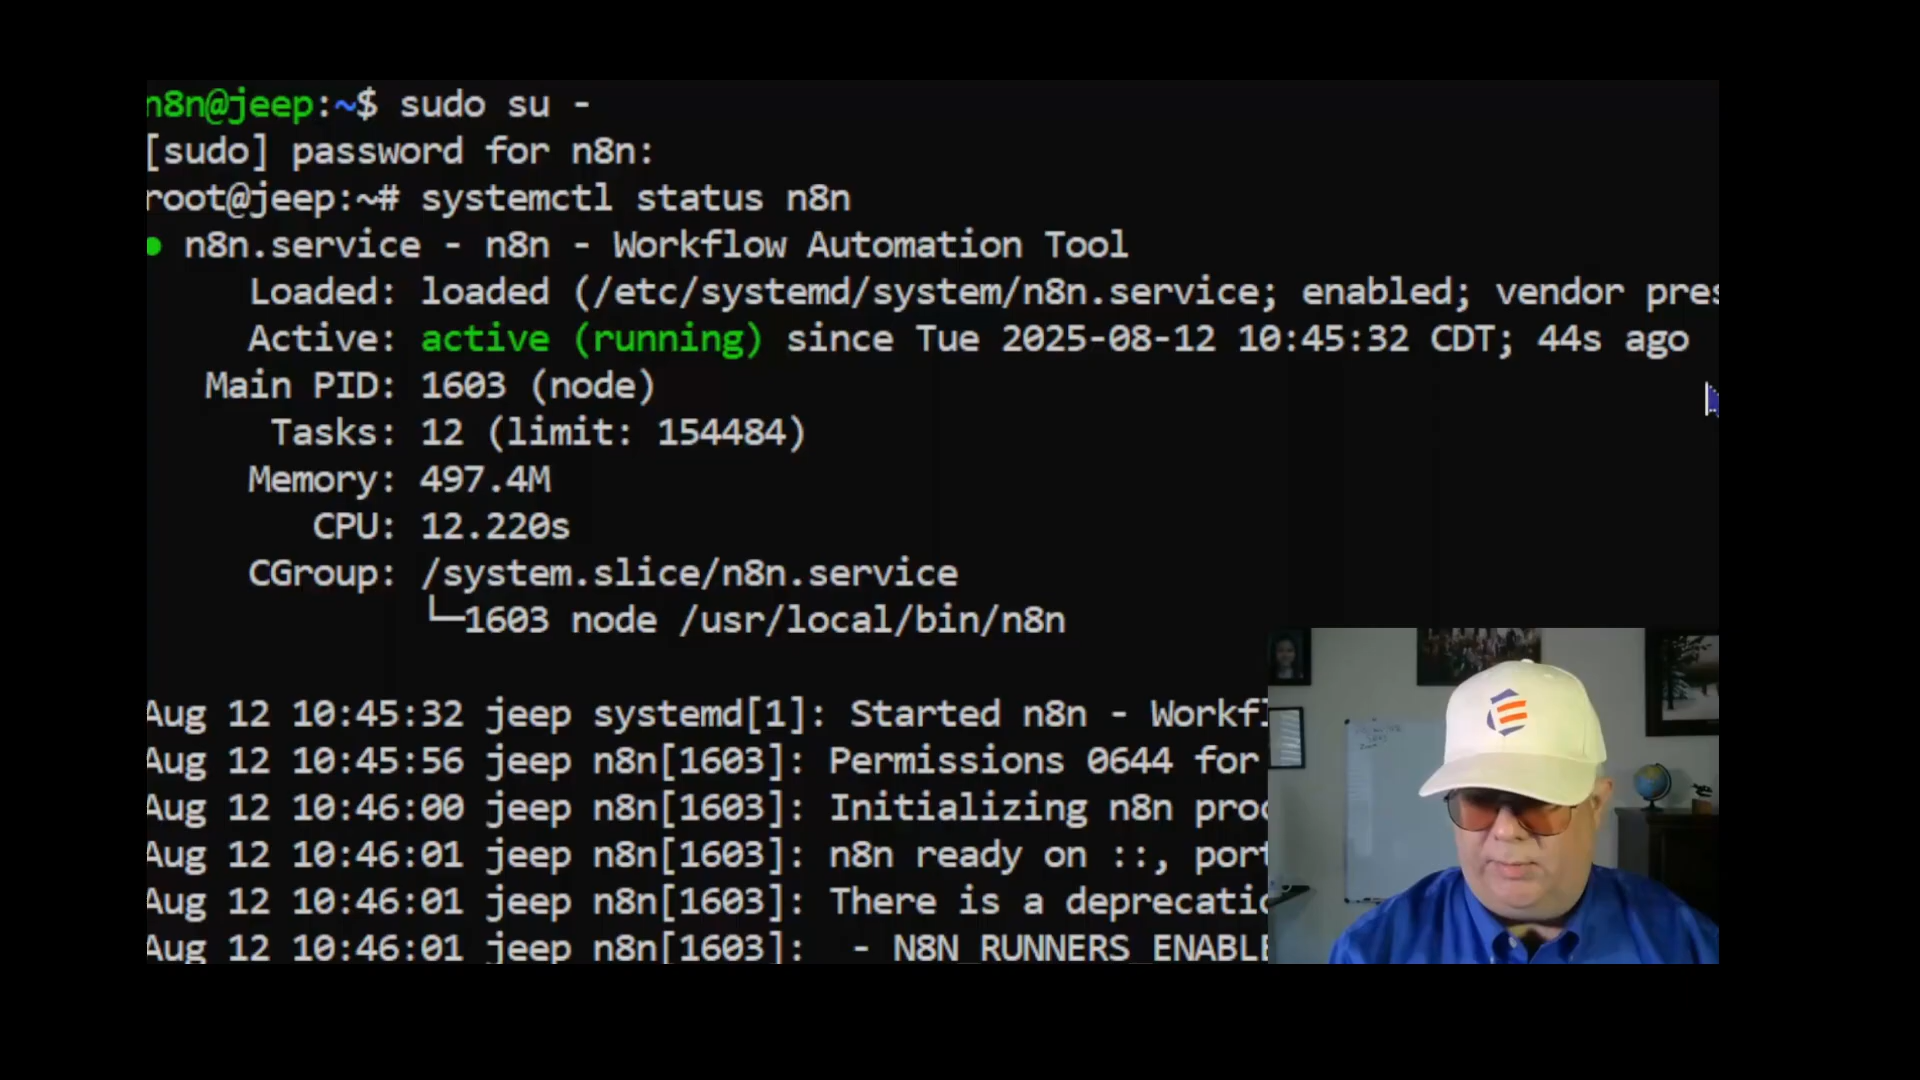 n8n@jeep:~$ sudo su -
[sudo] password for n8n:
root@jeep:~# systemctl status n8n
● n8n.service - n8n - Workflow Automation Tool
Loaded: loaded (/etc/systemd/system/n8n.service; enabled; vendor pres
Active: active (running) since Tue 2025-08-12 10:45:32 CDT; 44s ago
Main PID: 1603 (node)
Tasks: 12 (limit: 154484)
Memory: 497.4M
CPU: 12.220s
CGroup: /system.slice/n8n.service
└─1603 node /usr/local/bin/n8n
Aug 12 10:45:32 jeep systemd[1]: Started n8n - Workfl
Aug 12 10:45:56 jeep n8n[1603]: Permissions 0644 for
Aug 12 10:46:00 jeep n8n[1603]: Initializing n8n proc
Aug 12 10:46:01 jeep n8n[1603]: n8n ready on ::, port
Aug 12 10:46:01 jeep n8n[1603]: There is a deprecatio
Aug 12 10:46:01 jeep n8n[1603]: - N8N_RUNNERS_ENABLE